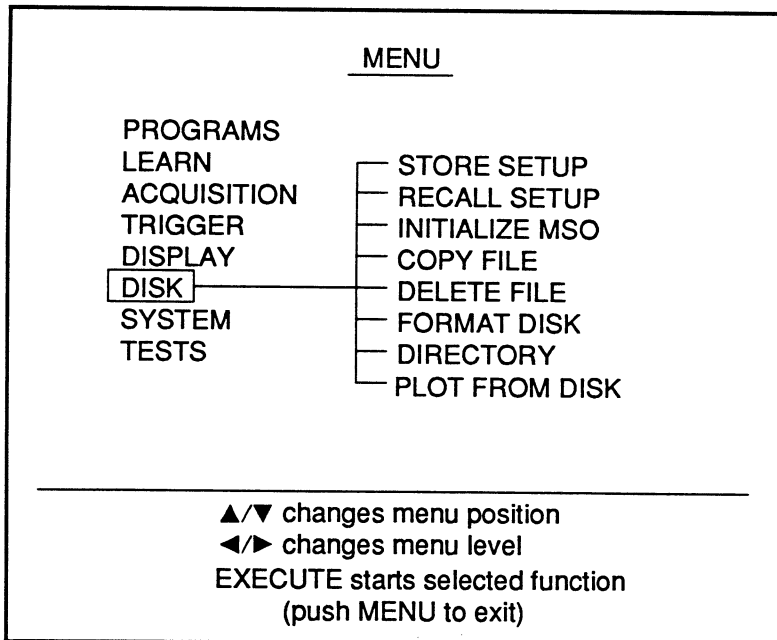 MENU
PROGRAMS
LEARN
ACQUISITION
TRIGGER
DISPLAY
DISK
SYSTEM
TESTS
STORE SETUP
RECALL SETUP
INITIALIZE MSO
COPY FILE
DELETE FILE
FORMAT DISK
DIRECTORY
PLOT FROM DISK
▲/▼ changes menu position
◄/► changes menu level
EXECUTE starts selected function
(push MENU to exit)